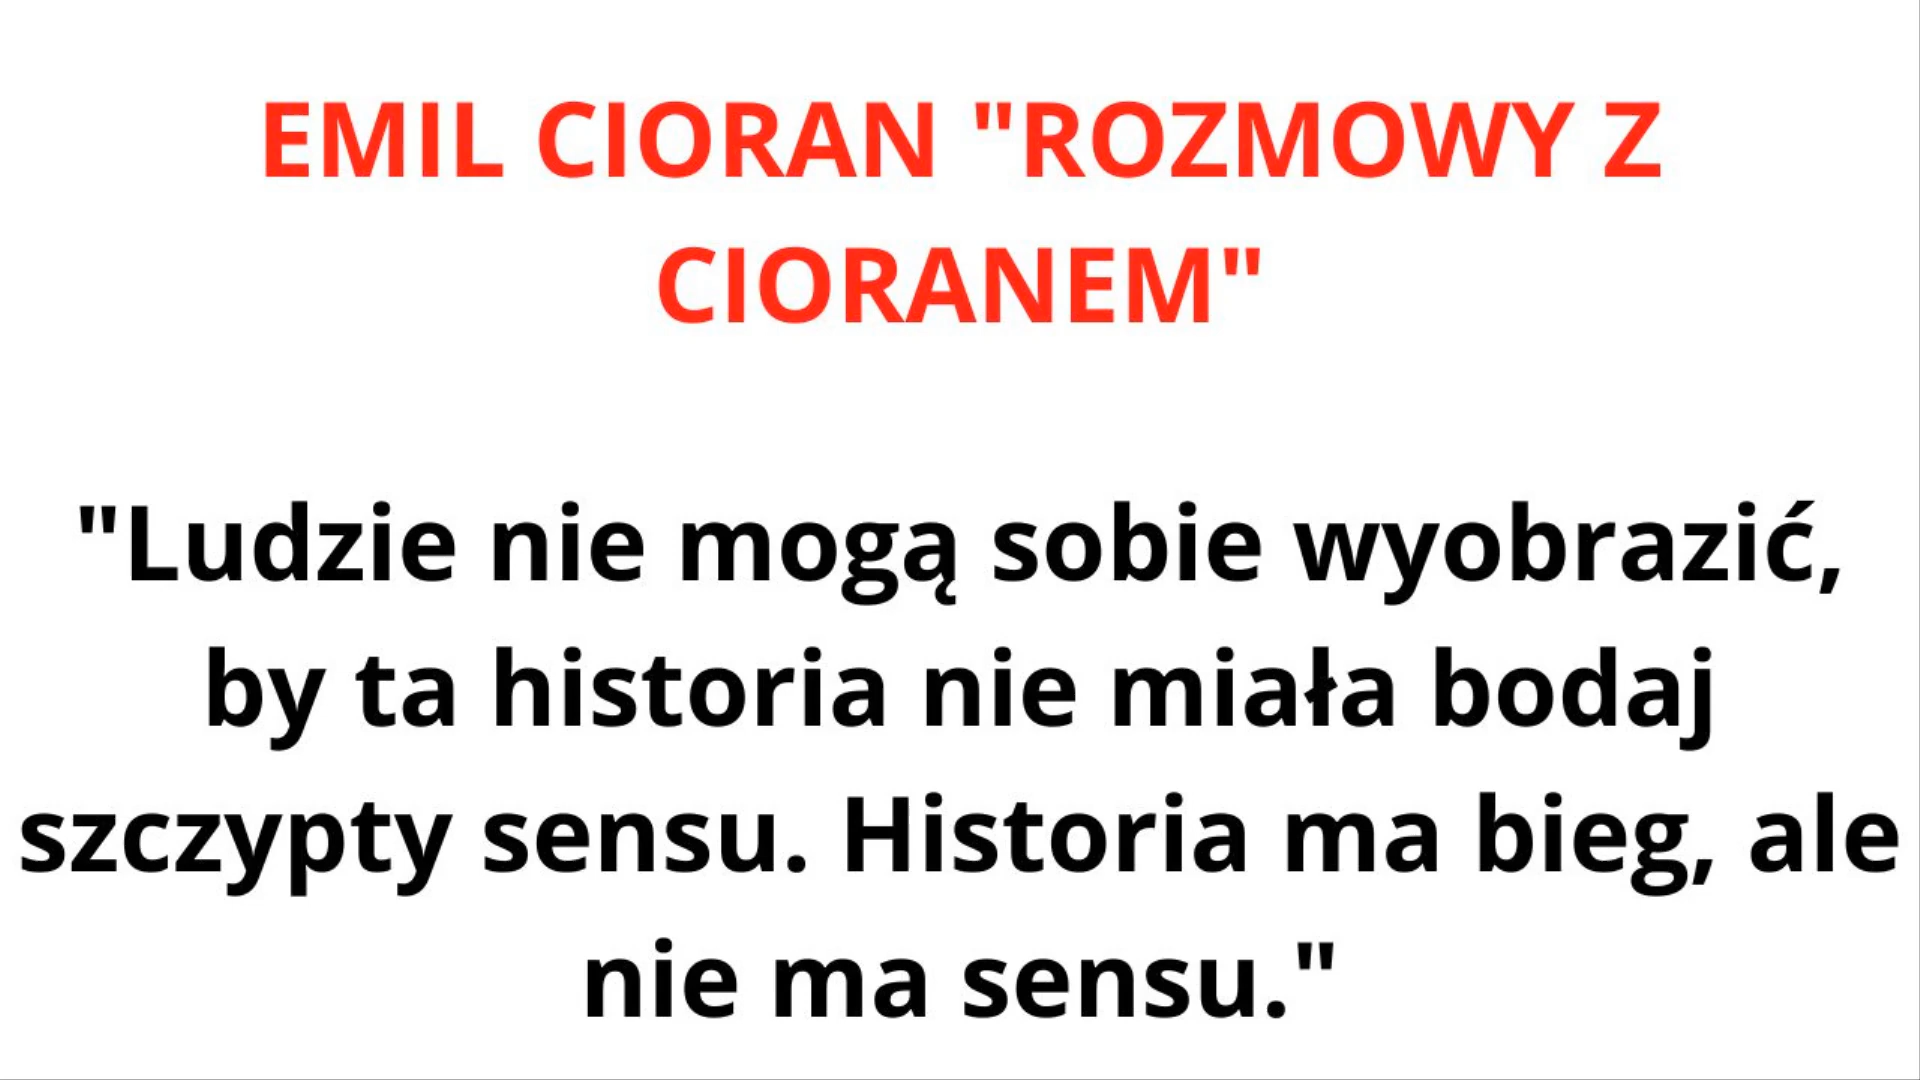 EMIL CIORAN "ROZMOWY Z
CIORANEM"
"Ludzie nie mogą sobie wyobrazić,
by ta historia nie miała bodaj
szczypty sensu. Historia ma bieg, ale
nie ma sensu."